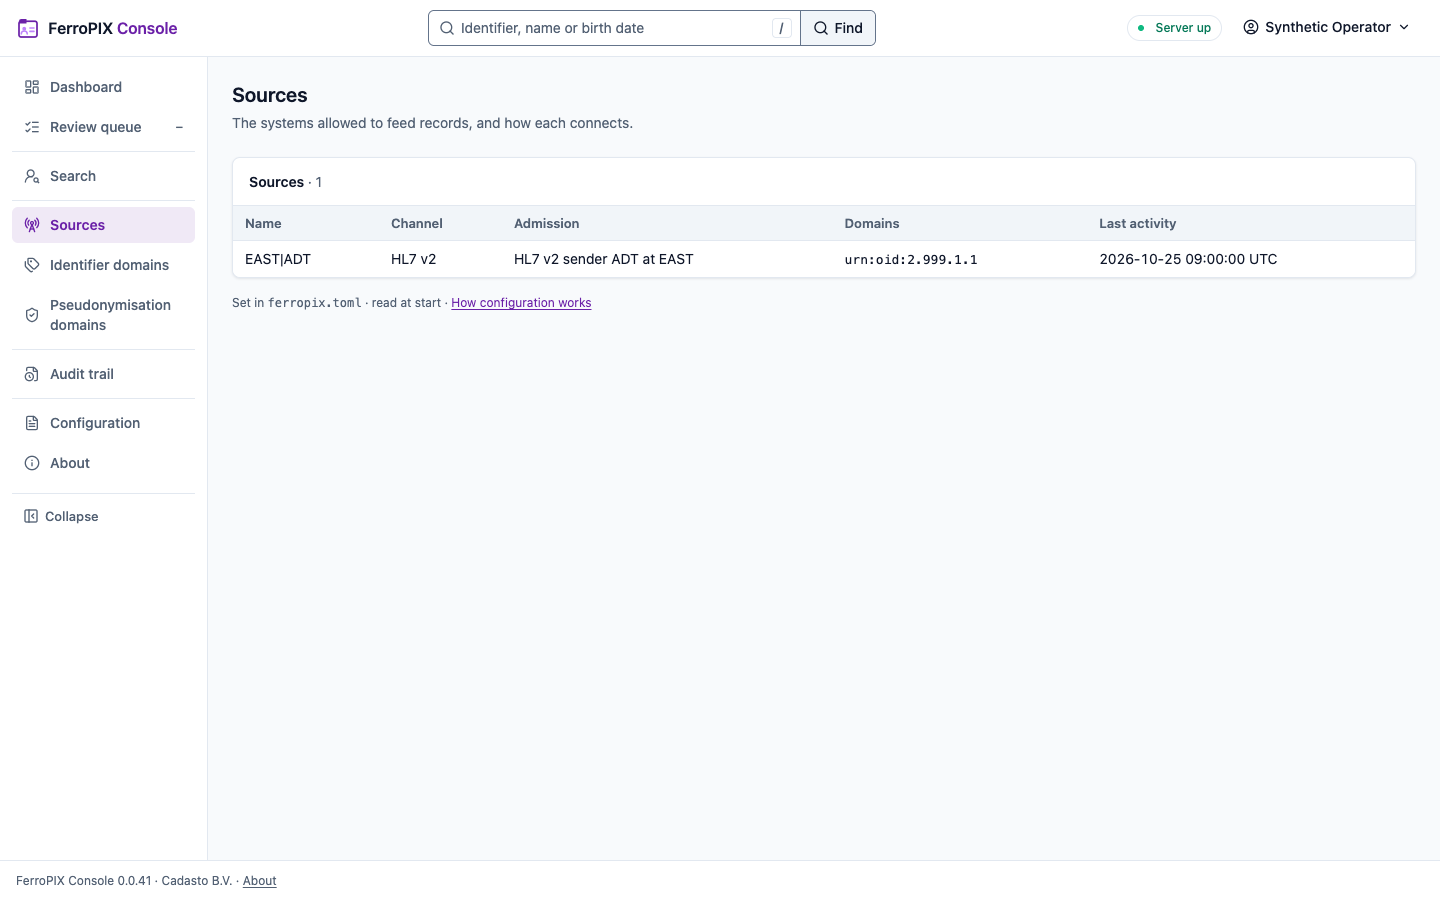 FerroPIX Console
Identifier, name or birth date
/
Find
Server up
Synthetic Operator
Dashboard
Review queue –
Search
Sources
Identifier domains
Pseudonymisation
domains
Audit trail
Configuration
About
Collapse
Sources
The systems allowed to feed records, and how each connects.
Sources · 1
Name Channel Admission Domains Last activity
EAST|ADT HL7 v2 HL7 v2 sender ADT at EAST urn:oid:2.999.1.1 2026-10-25 09:00:00 UTC
Set in ferropix.toml · read at start · How configuration works
FerroPIX Console 0.0.41 · Cadasto B.V. · About